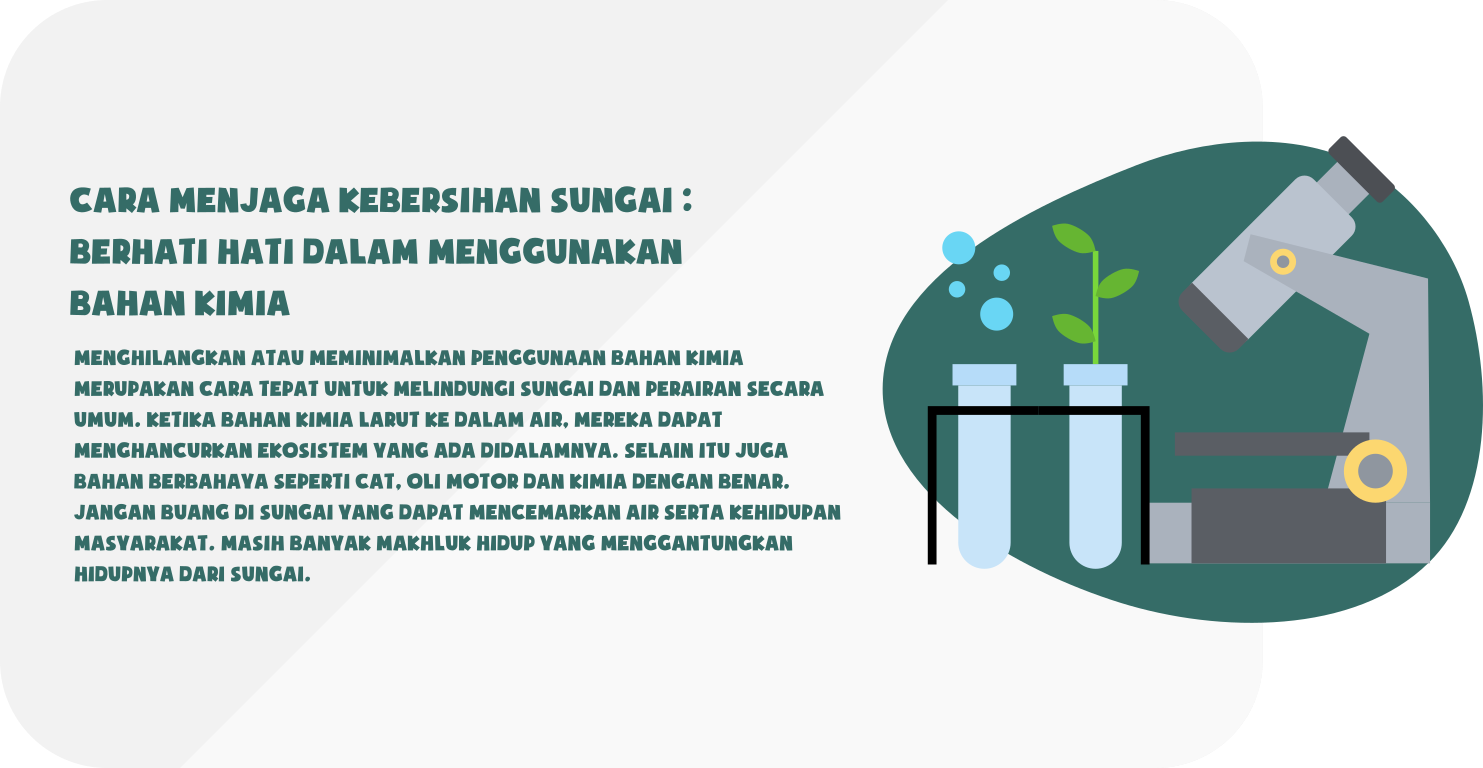 CARA MENJAGA KEBERSIHAN SUNGAI :
BERHATI HATI DALAM MENGGUNAKAN
BAHAN KIMIA
MENGHILANGKAN ATAU MEMINIMALKAN PENGGUNAAN BAHAN KIMIA
MERUPAKAN CARA TEPAT UNTUK MELINDUNGI SUNGAI DAN PERAIRAN SECARA
UMUM. KETIKA BAHAN KIMIA LARUT KE DALAM AIR, MEREKA DAPAT
MENGHANCURKAN EKOSISTEM YANG ADA DIDALAMNYA. SELAIN ITU JUGA
BAHAN BERBAHAYA SEPERTI CAT, OLI MOTOR DAN KIMIA DENGAN BENAR.
JANGAN BUANG DI SUNGAI YANG DAPAT MENCEMARKAN AIR SERTA KEHIDUPAN
MASYARAKAT. MASIH BANYAK MAKHLUK HIDUP YANG MENGGANTUNGKAN
HIDUPNYA DARI SUNGAI.